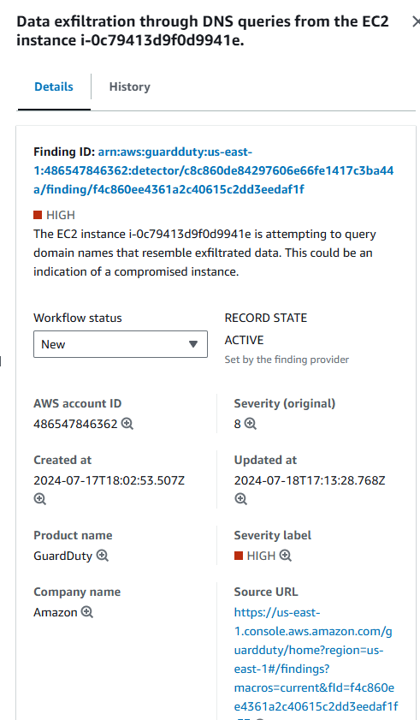 Data exfiltration through DNS queries from the EC2
instance i-0c79413d9f0d9941e.
Details
History
Finding ID: arn:aws:guardduty:us-east-
1:486547846362:detector/c8c860de84297606e66fe1417c3ba44
a/finding/f4c860ee4361a2c40615c2dd3eedaf1f
HIGH
The EC2 instance i-0c79413d9f0d9941e is attempting to query
domain names that resemble exfiltrated data. This could be an
indication of a compromised instance.
Workflow status
New
RECORD STATE
ACTIVE
Set by the finding provider
AWS account ID
486547846362
Severity (original)
8
Created at
2024-07-17T18:02:53.507Z
Updated at
2024-07-18T17:13:28.768Z
Product name
GuardDuty
Severity label
HIGH
Company name
Amazon
Source URL
https://us-east-
1.console.aws.amazon.com/g
uardduty/home?region=us-
east-1#/findings?
macros=current&fId=f4c860e
e4361a2c40615c2dd3eedaf1f